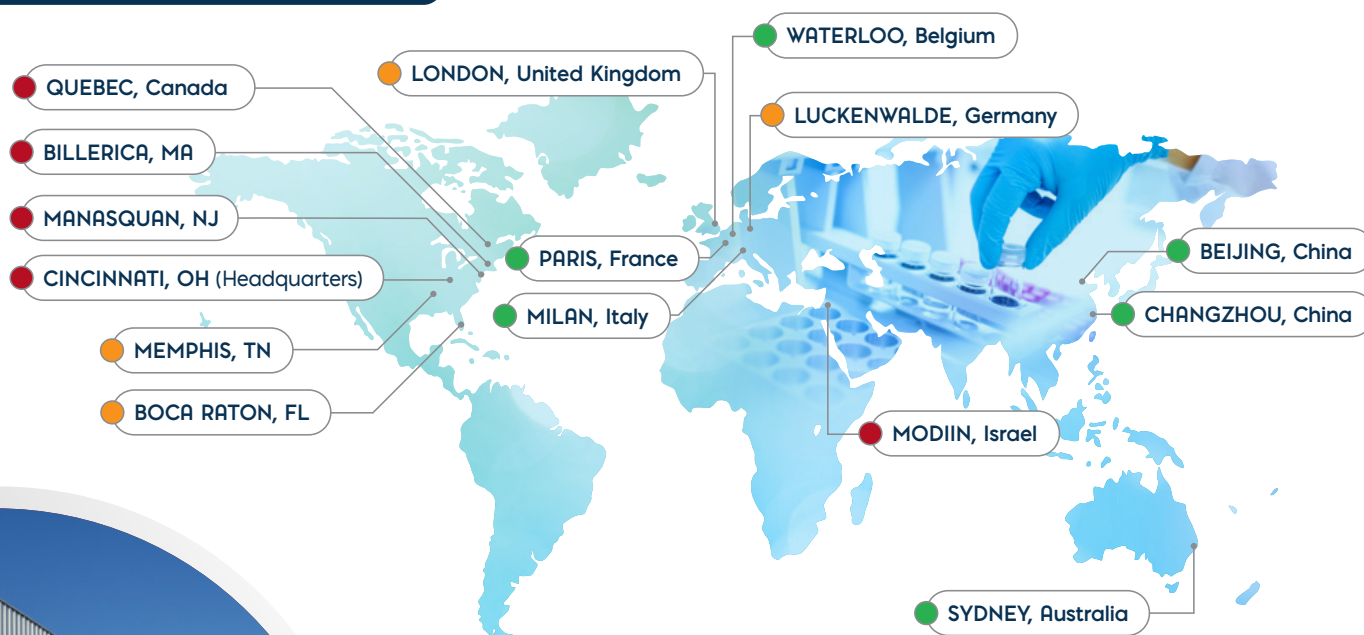 WATERLOO, Belgium
LONDON, United Kingdom
QUEBEC, Canada
LUCKENWALDE, Germany
BILLERICA, MA
MANASQUAN, NJ
PARIS, France
BEIJING, China
CINCINNATI, OH (Headquarters)
MILAN, Italy
CHANGZHOU, China
MEMPHIS, TN
BOCA RATON, FL
MODIIN, Israel
SYDNEY, Australia